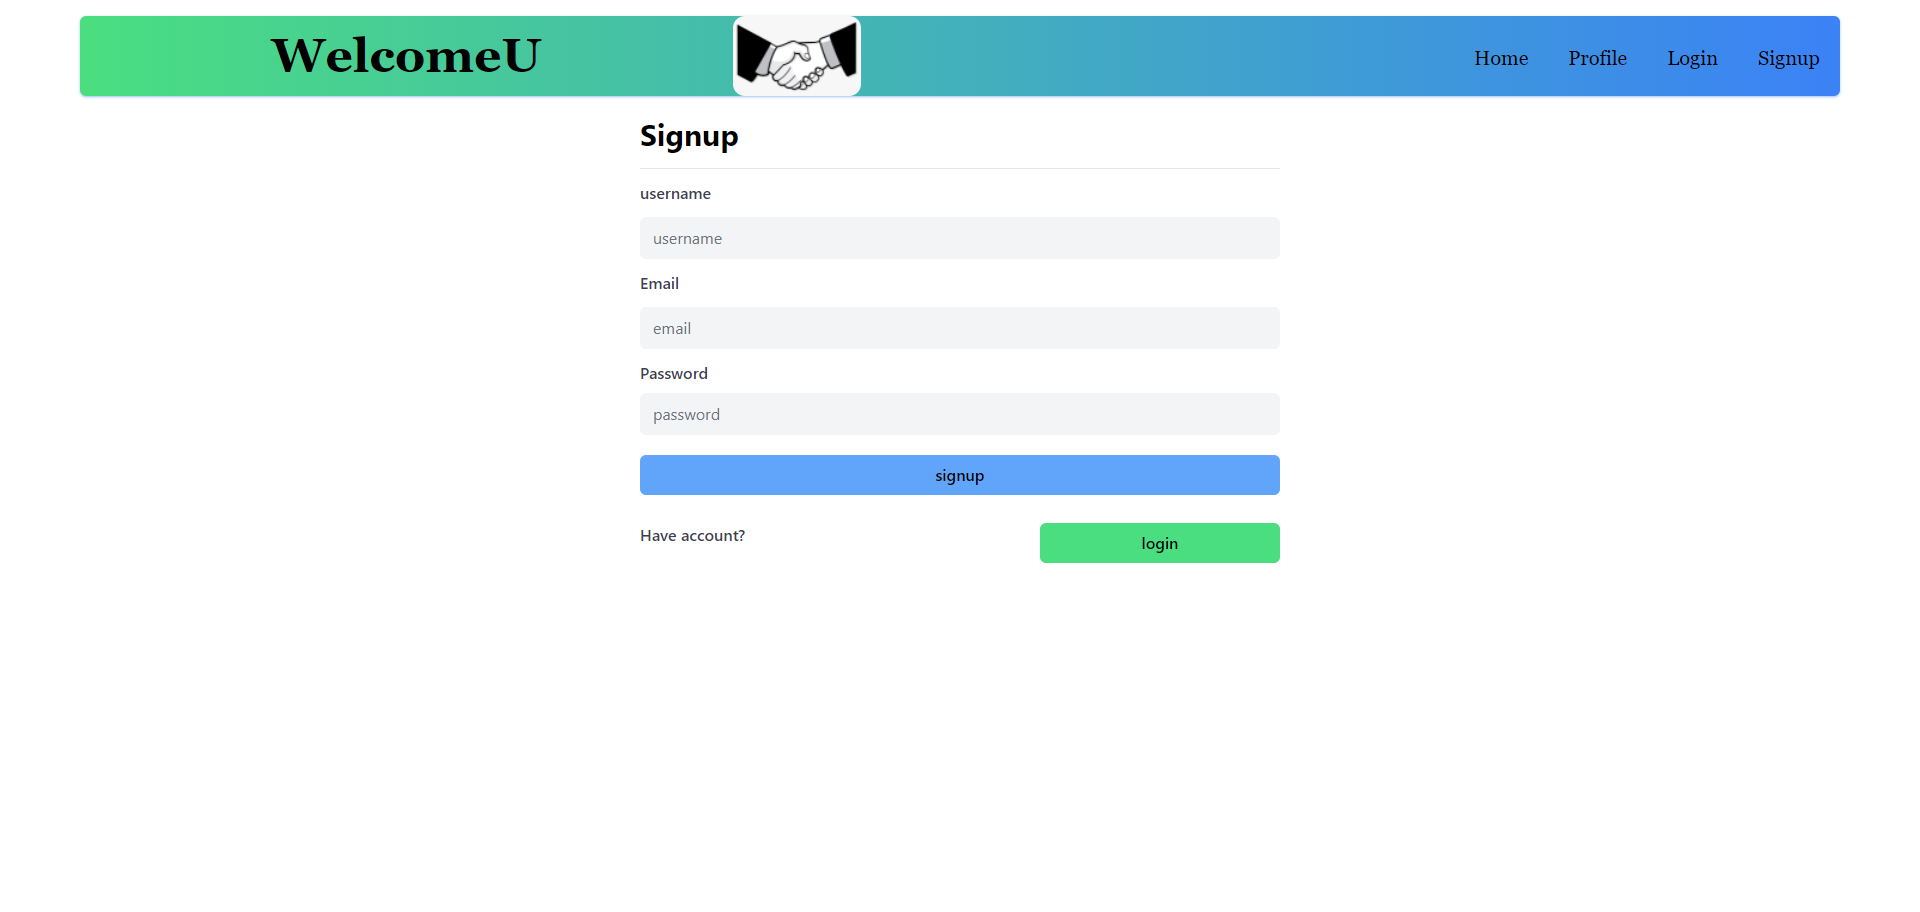 WelcomeU
Home Profile Login Signup
Signup
username
username
Email
email
Password
password
signup
Have account?
login